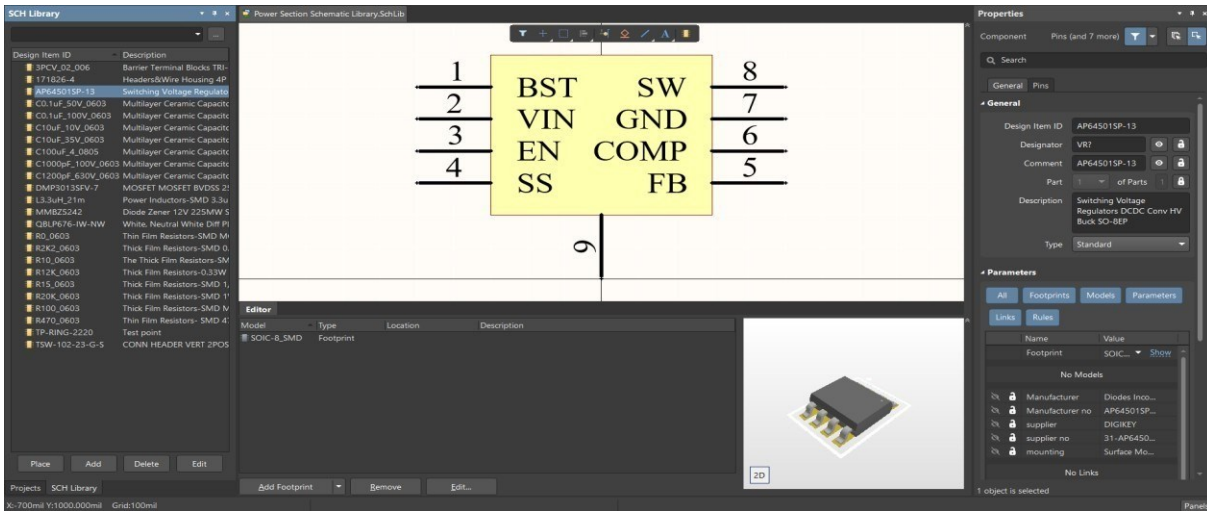 SCH Library
Power Section Schematic Library.SchLib
Properties
Component Pins (and 7 more)
Search
Design Item ID Description
3PCV_02_006 Barrier Terminal Blocks TRI-
171826-4 Headers&Wire Housing 4P
AP64501SP-13 Switching Voltage Regulato
C0.1uF_50V_0603 Multilayer Ceramic Capacitc
C0.1uF_100V_0603 Multilayer Ceramic Capacitc
C10uF_10V_0603 Multilayer Ceramic Capacitc
C10uF_35V_0603 Multilayer Ceramic Capacitc
C100uF_4_0805 Multilayer Ceramic Capacitc
C1000pF_100V_0603 Multilayer Ceramic Capacitc
C1200pF_630V_0603 Multilayer Ceramic Capacitc
DMP3013SFV-7 MOSFET MOSFET BVDSS 25
L3.3uH_21m Power Inductors-SMD 3.3u
MMBZ5242 Diode Zener 12V 225MW S
QBLP676-IW-NW White, Neutral White Diff Pl
R0_0603 Thin Film Resistors-SMD M
R2K2_0603 Thick Film Resistors-SMD 0.
R10_0603 The Thick Film Resistors-SM
R12K_0603 Thick Film Resistors-0.33W
R15_0603 Thick Film Resistors-SMD 1,
R20K_0603 Thick Film Resistors-SMD 1
R100_0603 Thick Film Resistors-SMD M
R470_0603 Thin Film Resistors- SMD 47
TP-RING-2220 Test point
TSW-102-23-G-S CONN HEADER VERT 2POS
Place Add Delete Edit
Projects SCH Library
X:-700mil Y:1000.000mil Grid:100mil
1 BST SW 8
2 VIN GND 7
3 EN COMP 6
4 SS FB 5
9
Editor
Model Type Location Description
SOIC-8_SMD Footprint
2D
Add Footprint Remove Edit...
General Pins
General
Design Item ID AP64501SP-13
Designator VR?
Comment AP64501SP-13
Part 1 of Parts 1
Description Switching Voltage
Regulators DCDC Conv HV
Buck SO-8EP
Type Standard
Parameters
All Footprints Models Parameters
Links Rules
Name Value
Footprint SOIC... Show
No Models
Manufacturer Diodes Inco...
Manufacturer no AP64501SP...
supplier DIGIKEY
supplier no 31-AP6450...
mounting Surface Mo...
No Links
1 object is selected
Panels